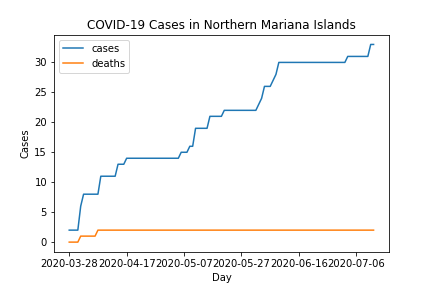 COVID-19 Cases in Northern Mariana Islands
cases
deaths
30
25
20
15
10
5
0
Cases
2020-03-28 2020-04-17 2020-05-07 2020-05-27 2020-06-16 2020-07-06
Day